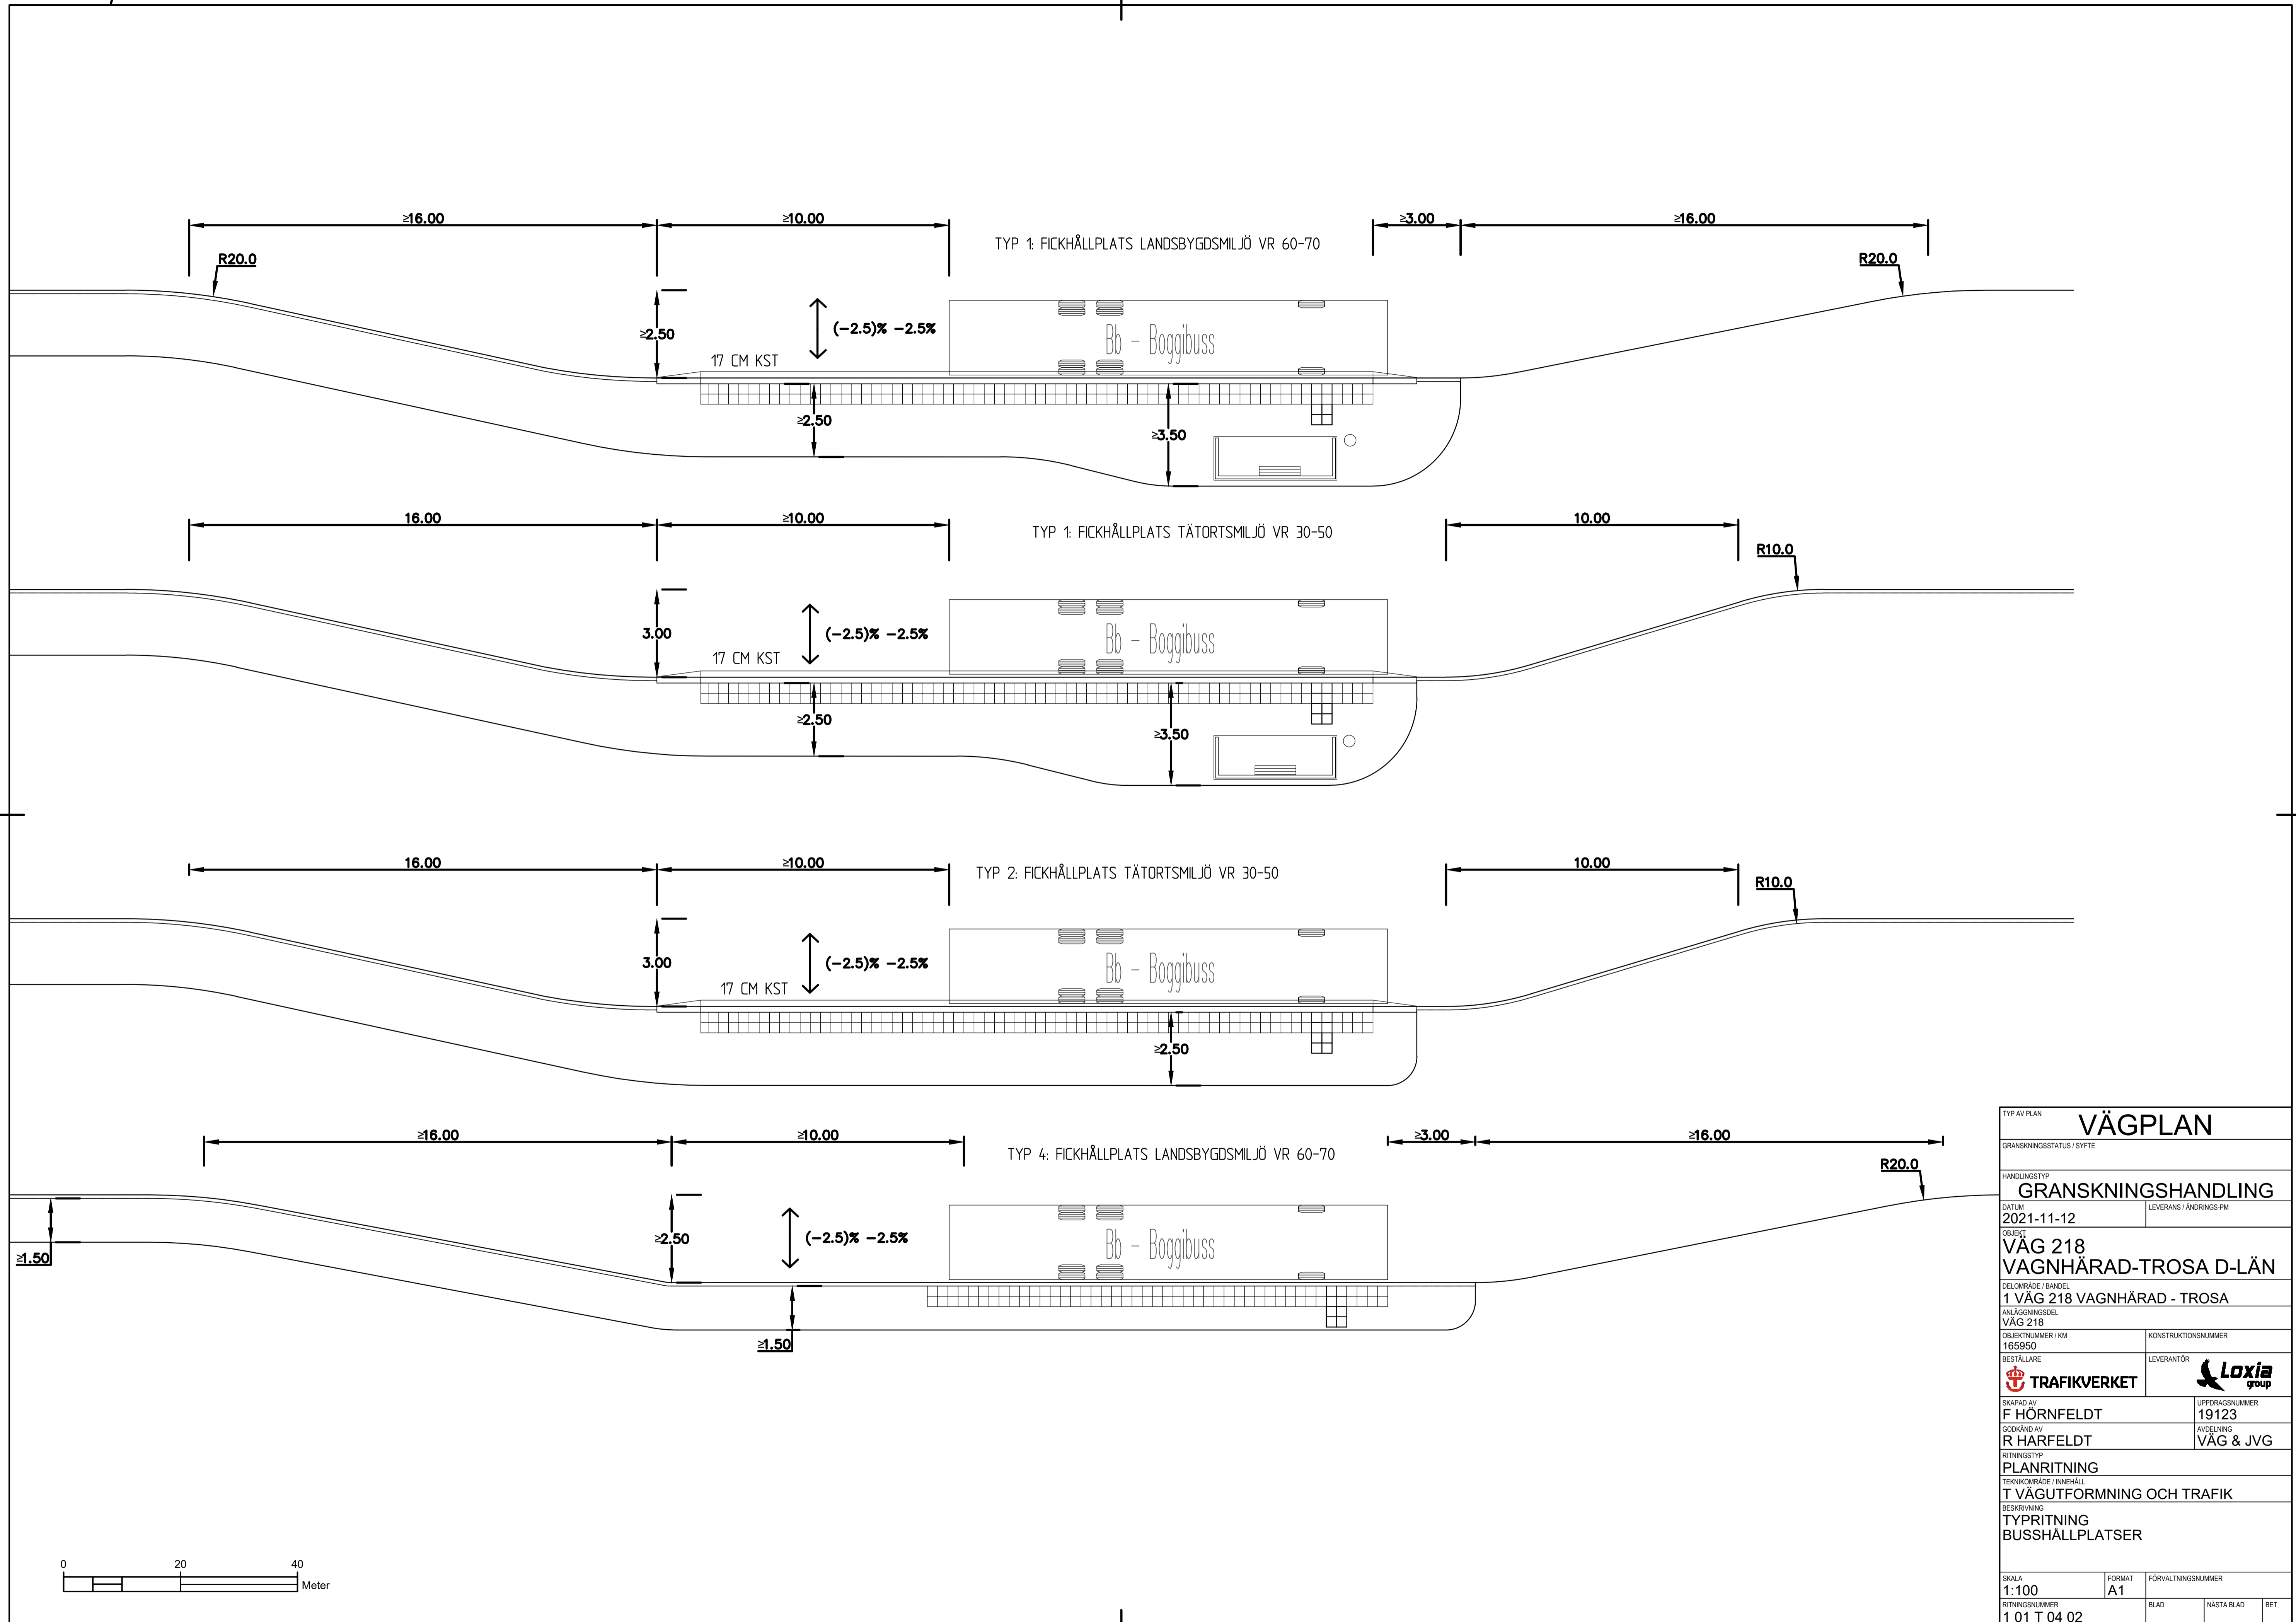 ≥16.00
≥10.00
≥3.00
≥16.00
TYP 1: FICKHÅLLPLATS LANDSBYGDSMILJÖ VR 60-70
R20.0
R20.0
≥2.50
(-2.5)% -2.5%
Bb - Boggibuss
17 CM KST
≥2.50
≥3.50
16.00
≥10.00
10.00
TYP 1: FICKHÅLLPLATS TÄTORTSMILJÖ VR 30-50
R10.0
3.00
(-2.5)% -2.5%
Bb - Boggibuss
17 CM KST
≥2.50
≥3.50
16.00
≥10.00
10.00
TYP 2: FICKHÅLLPLATS TÄTORTSMILJÖ VR 30-50
R10.0
3.00
(-2.5)% -2.5%
Bb - Boggibuss
17 CM KST
≥2.50
≥16.00
≥10.00
≥3.00
≥16.00
TYP 4: FICKHÅLLPLATS LANDSBYGDSMILJÖ VR 60-70
R20.0
≥2.50
(-2.5)% -2.5%
Bb - Boggibuss
≥1.50
≥1.50
0 20 40
Meter
TYP AV PLAN
VÄGPLAN
GRANSKNINGSSTATUS / SYFTE
HANDLINGSTYP
GRANSKNINGSHANDLING
DATUM
2021-11-12
LEVERANS / ÄNDRINGS-PM
OBJEKT
VÄG 218
VAGNHÄRAD-TROSA D-LÄN
DELOMRÅDE / BANDEL
1 VÄG 218 VAGNHÄRAD - TROSA
ANLÄGGNINGSDEL
VÄG 218
OBJEKTNUMMER / KM
165950
KONSTRUKTIONSNUMMER
BESTÄLLARE
TRAFIKVERKET
LEVERANTÖR
Loxia
group
SKAPAD AV
F HÖRNFELDT
UPPDRAGSNUMMER
19123
GODKÄND AV
R HARFELDT
AVDELNING
VÄG & JVG
RITNINGSTYP
PLANRITNING
TEKNIKOMRÅDE / INNEHÅLL
T VÄGUTFORMNING OCH TRAFIK
BESKRIVNING
TYPRITNING
BUSSHÅLLPLATSER
SKALA
1:100
FORMAT
A1
FÖRVALTNINGSNUMMER
RITNINGSNUMMER
1 01 T 04 02
BLAD
NÄSTA BLAD
BET